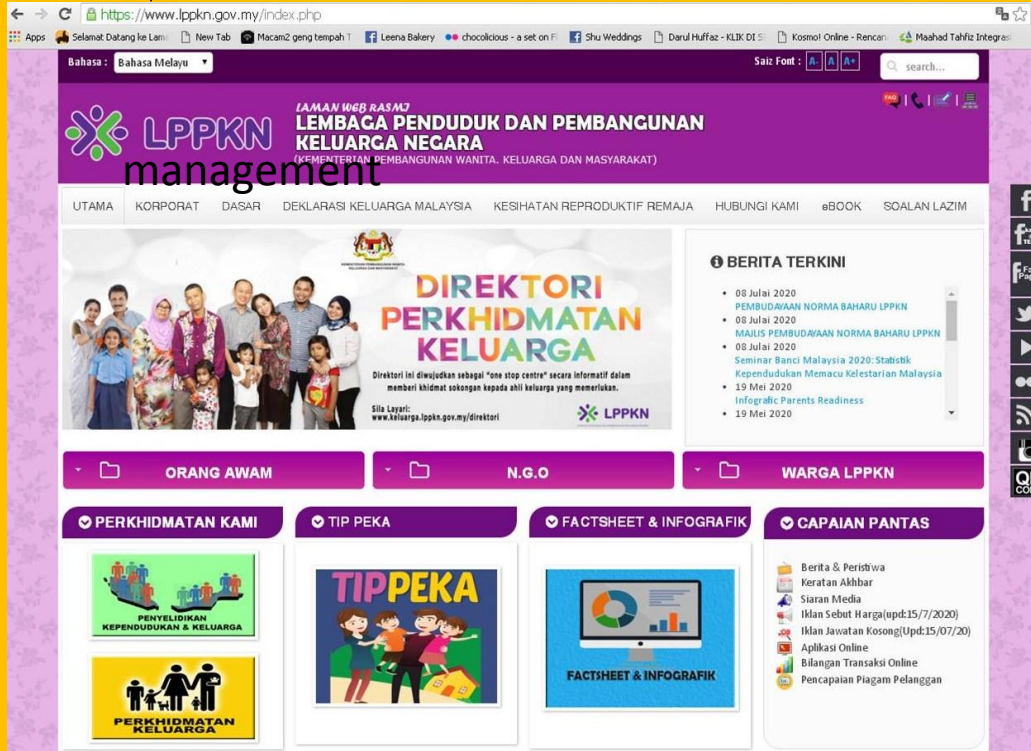 https://www.lppkn.gov.my/index.php
Apps Selamat Datang ke Lama New Tab Macam2 geng tempah T Leena Bakery chocolicious - a set on Fl Shu Weddings Darul Huffaz - KLIK DI S Kosmo! Online - Rencan Maahad Tahfiz Integrasi
Bahasa : Bahasa Melayu Saiz Font : A- A A+ search...
FAQ
LAMAN WEB RASMI
LPPKN LEMBAGA PENDUDUK DAN PEMBANGUNAN
KELUARGA NEGARA
(KEMENTERIAN PEMBANGUNAN WANITA. KELUARGA DAN MASYARAKAT)
management
UTAMA KORPORAT DASAR DEKLARASI KELUARGA MALAYSIA KESIHATAN REPRODUKTIF REMAJA HUBUNGI KAMI eBOOK SOALAN LAZIM
DIREKTORI
PERKHIDMATAN
KELUARGA
Direktori ini diwujudkan sebagai "one stop centre" secara informatif dalam
memberi khidmat sokongan kepada ahli keluarga yang memerlukan.
Sila Layari:
www.keluarga.lppkn.gov.my/direktori
LPPKN
BERITA TERKINI
08 Julai 2020
PEMBUDAYAAN NORMA BAHARU LPPKN
08 Julai 2020
MAJLIS PEMBUDAYAAN NORMA BAHARU LPPKN
08 Julai 2020
Seminar Banci Malaysia 2020: Statistik
Kependudukan Memacu Kelestarian Malaysia
19 Mei 2020
Infografic Parents Readiness
19 Mei 2020
ORANG AWAM N.G.O WARGA LPPKN
PERKHIDMATAN KAMI TIP PEKA FACTSHEET & INFOGRAFIK CAPAIAN PANTAS
PENYELIDIKAN
KEPENDUDUKAN & KELUARGA
PERKHIDMATAN
KELUARGA
TIPPEKA
FACTSHEET & INFOGRAFIK
Berita & Peristiwa
Keratan Akhbar
Siaran Media
Iklan Sebut Harga(upd:15/7/2020)
Iklan Jawatan Kosong(Upd:15/07/20)
Aplikasi Online
Bilangan Transaksi Online
Pencapaian Piagam Pelanggan